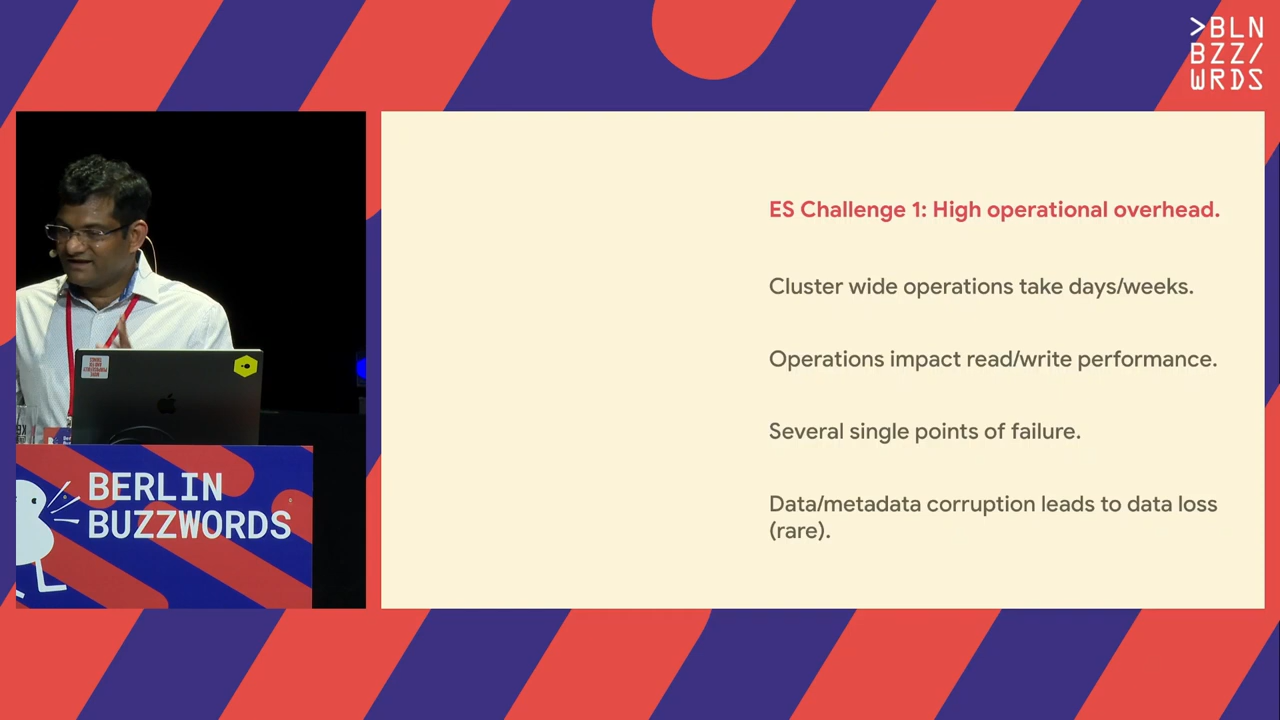 >BLN
BZZ/
WRDS
ES Challenge 1: High operational overhead.
Cluster wide operations take days/weeks.
Operations impact read/write performance.
Several single points of failure.
Data/metadata corruption leads to data loss
(rare).
BERLIN
BUZZWORDS